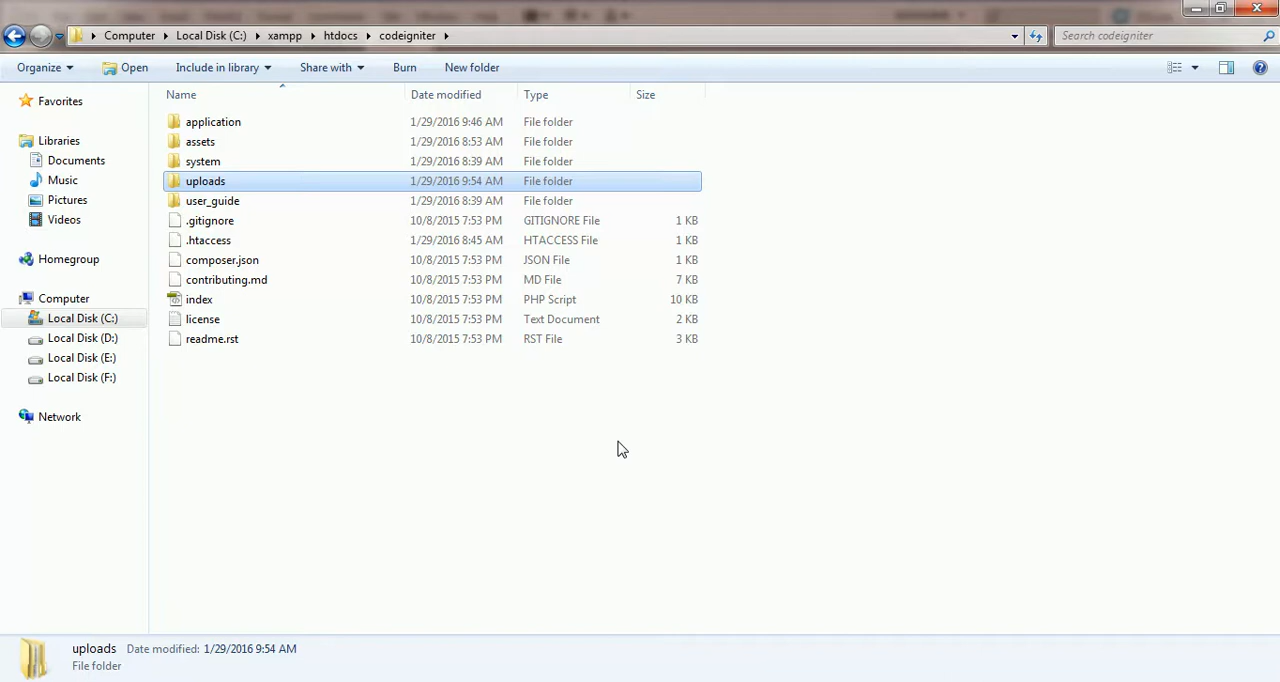 Computer Local Disk (C:) xampp htdocs codeigniter Search codeigniter
Organize Open Include in library Share with Burn New folder
Name Date modified Type Size
Favorites
Libraries
Documents
Music
Pictures
Videos
Homegroup
Computer
Local Disk (C:)
Local Disk (D:)
Local Disk (E:)
Local Disk (F:)
Network
application 1/29/2016 9:46 AM File folder
assets 1/29/2016 8:53 AM File folder
system 1/29/2016 8:39 AM File folder
uploads 1/29/2016 9:54 AM File folder
user_guide 1/29/2016 8:39 AM File folder
.gitignore 10/8/2015 7:53 PM GITIGNORE File 1 KB
.htaccess 1/29/2016 8:45 AM HTACCESS File 1 KB
composer.json 10/8/2015 7:53 PM JSON File 1 KB
contributing.md 10/8/2015 7:53 PM MD File 7 KB
index 10/8/2015 7:53 PM PHP Script 10 KB
license 10/8/2015 7:53 PM Text Document 2 KB
readme.rst 10/8/2015 7:53 PM RST File 3 KB
uploads Date modified: 1/29/2016 9:54 AM
File folder